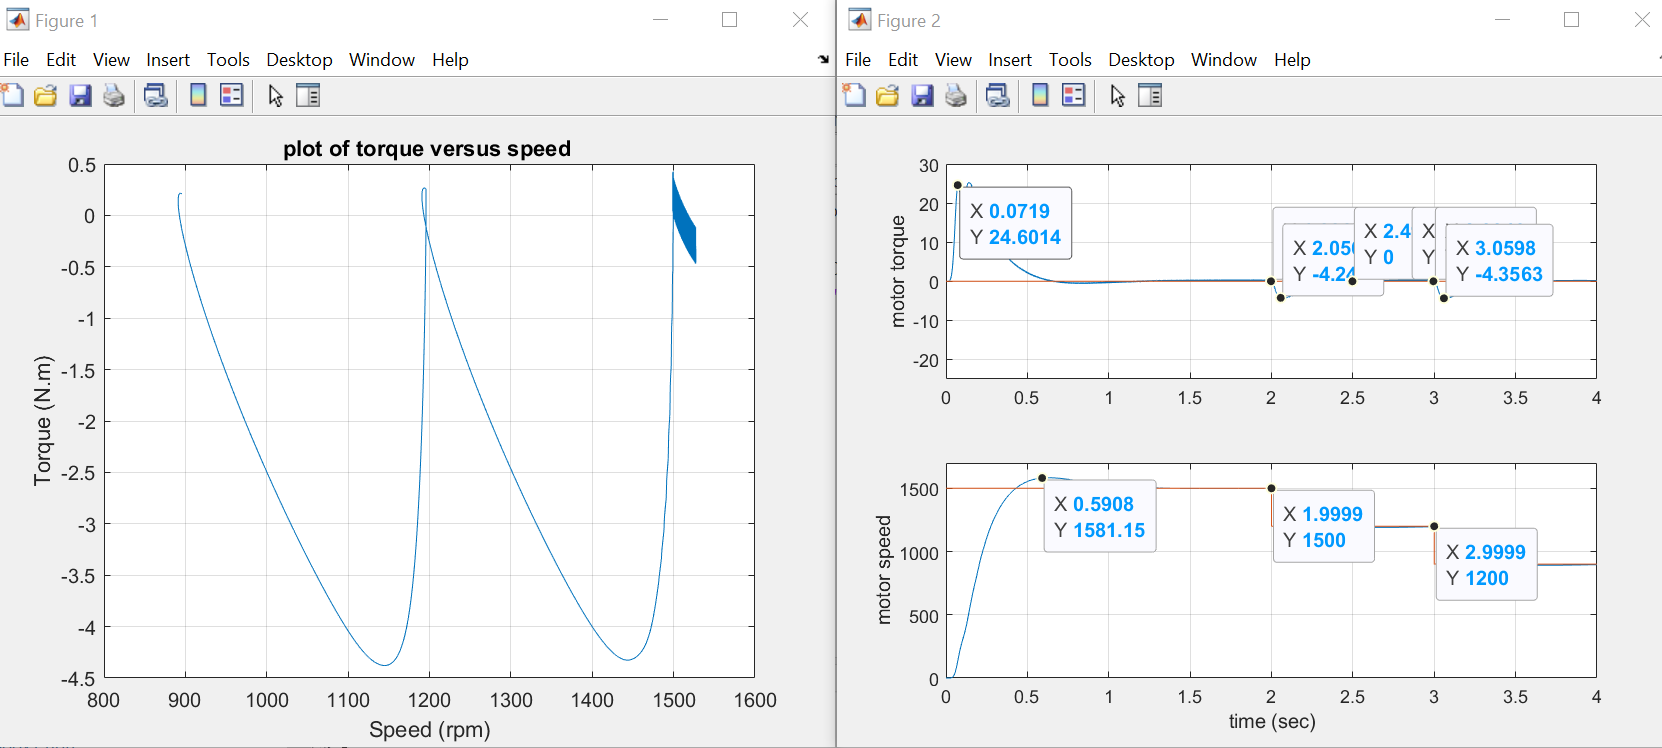 Figure 1
File Edit View Insert Tools Desktop Window Help
plot of torque versus speed
0.5
0
-0.5
-1
-1.5
-2
-2.5
-3
-3.5
-4
-4.5
Torque (N.m)
800 900 1000 1100 1200 1300 1400 1500 1600
Speed (rpm)
Figure 2
File Edit View Insert Tools Desktop Window Help
30
20
10
0
-10
-20
motor torque
X 0.0719
Y 24.6014
X 2.05
Y -4.24
X 2.4
Y 0
X
Y
X 3.0598
Y -4.3563
0 0.5 1 1.5 2 2.5 3 3.5 4
1500
1000
500
0
motor speed
X 0.5908
Y 1581.15
X 1.9999
Y 1500
X 2.9999
Y 1200
0 0.5 1 1.5 2 2.5 3 3.5 4
time (sec)